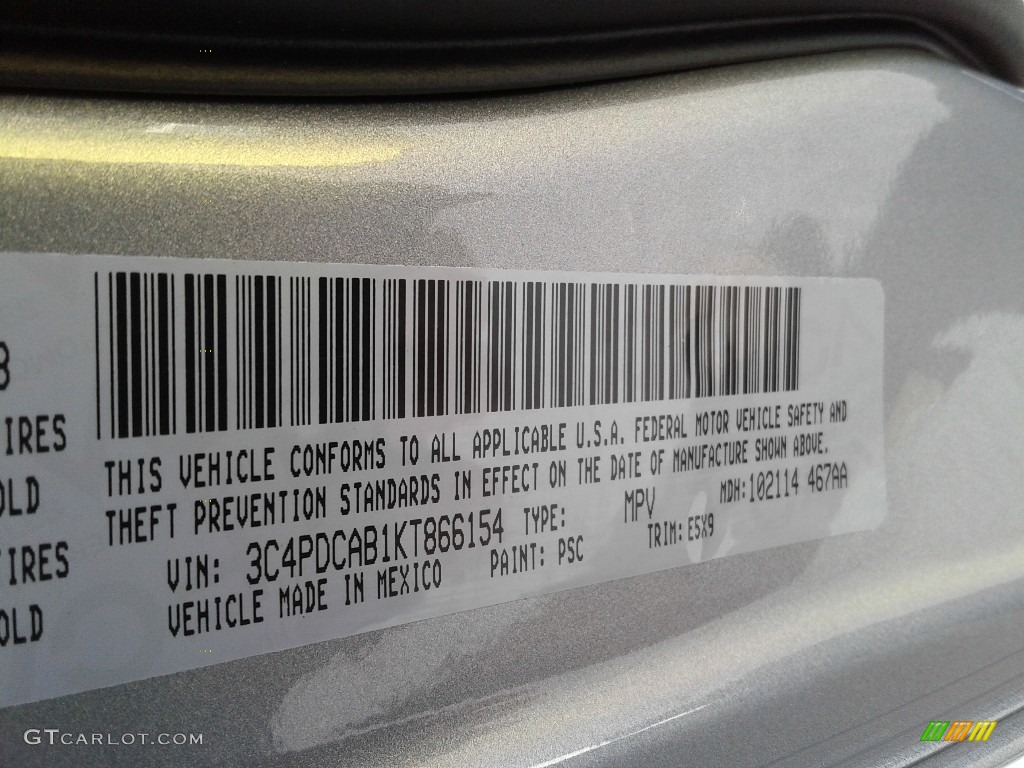 8
IRES
OLD
IRES
OLD
THIS VEHICLE CONFORMS TO ALL APPLICABLE U.S.A. FEDERAL MOTOR VEHICLE SAFETY AND
THEFT PREVENTION STANDARDS IN EFFECT ON THE DATE OF MANUFACTURE SHOWN ABOVE.
MDH:102114 467AA
VIN: 3C4PDCAB1KT866154 TYPE: MPV
VEHICLE MADE IN MEXICO PAINT: PSC TRIM: E5X9
GTCARLOT.COM